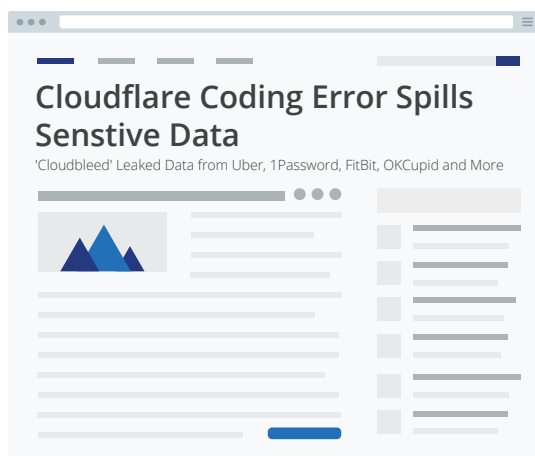 Cloudflare Coding Error Spills
Senstive Data
'Cloudbleed' Leaked Data from Uber, 1Password, FitBit, OKCupid and More